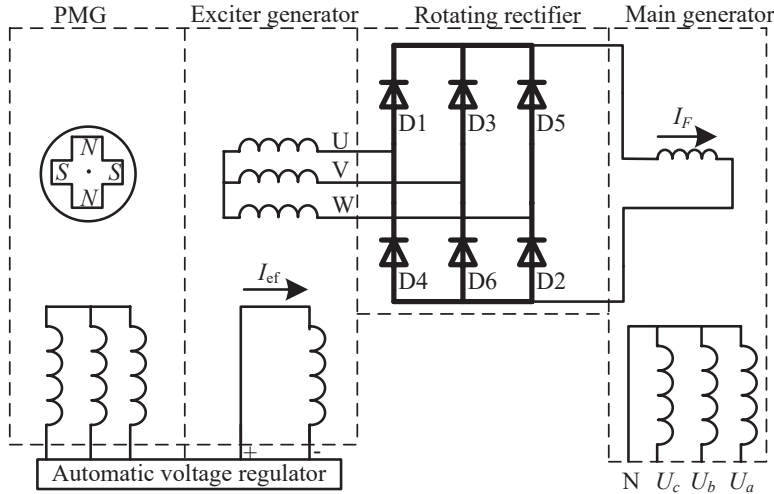 PMG Exciter generator Rotating rectifier Main generator
D1 D3 D5
I_F
U
V
W
N
S S
N
I_ef
D4 D6 D2
+ -
Automatic voltage regulator
N U_c U_b U_a